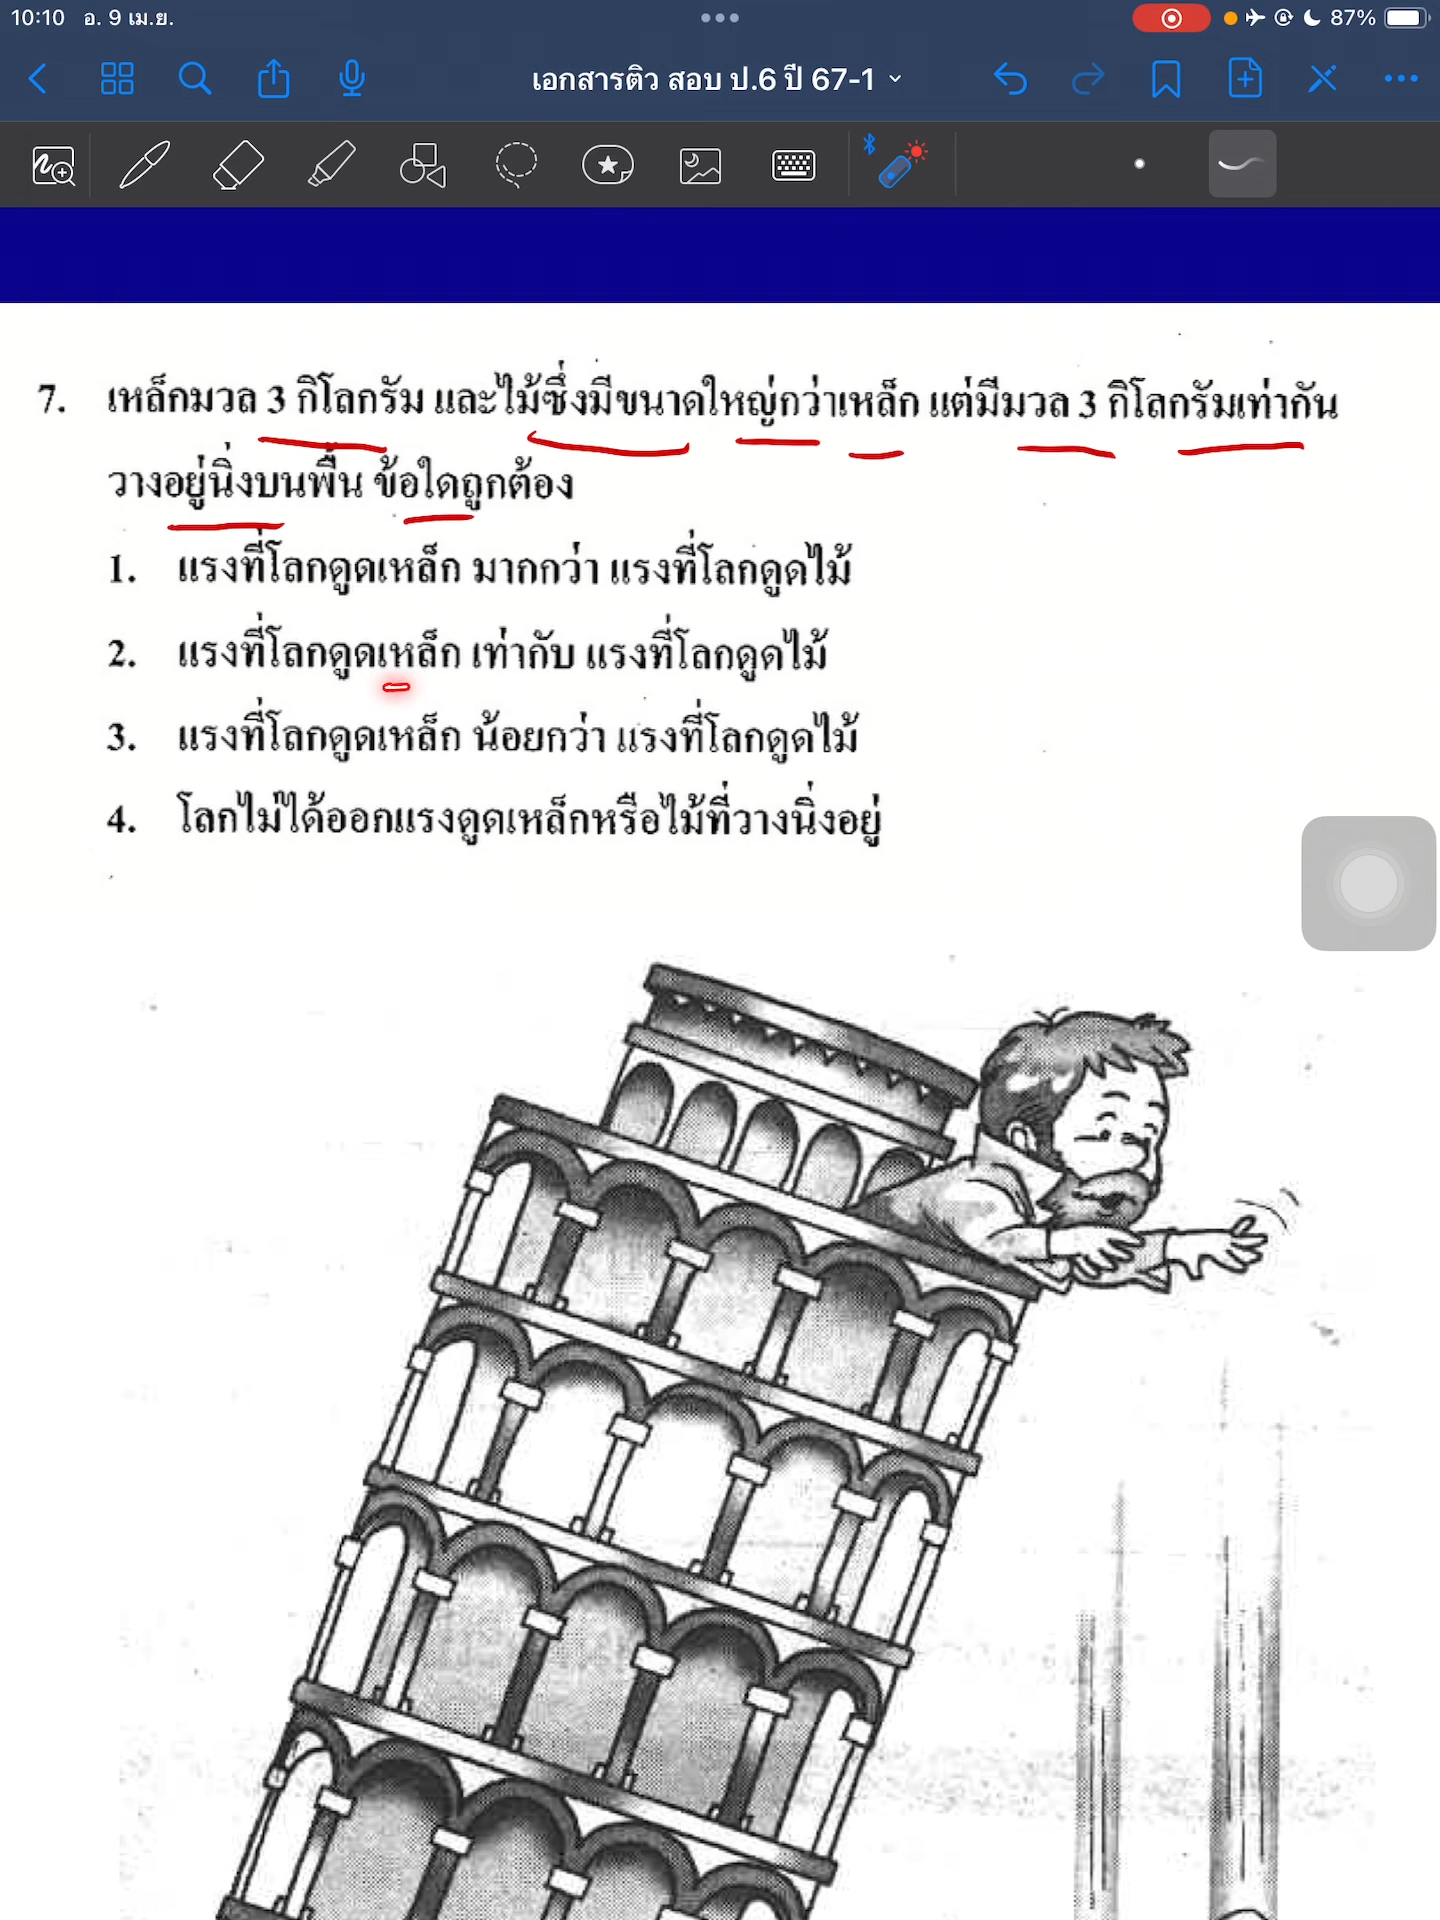 10:10 อ. 9 เม.ย.
87%
เอกสารติว สอบ ป.6 ปี 67-1
7. เหล็กมวล 3 กิโลกรัม และไม้ซึ่งมีขนาดใหญ่กว่าเหล็ก แต่มีมวล 3 กิโลกรัมเท่ากัน
วางอยู่นิ่งบนพื้น ข้อใดถูกต้อง
1. แรงที่โลกดูดเหล็ก มากกว่า แรงที่โลกดูดไม้
2. แรงที่โลกดูดเหล็ก เท่ากับ แรงที่โลกดูดไม้
3. แรงที่โลกดูดเหล็ก น้อยกว่า แรงที่โลกดูดไม้
4. โลกไม่ได้ออกแรงดูดเหล็กหรือไม้ที่วางนิ่งอยู่